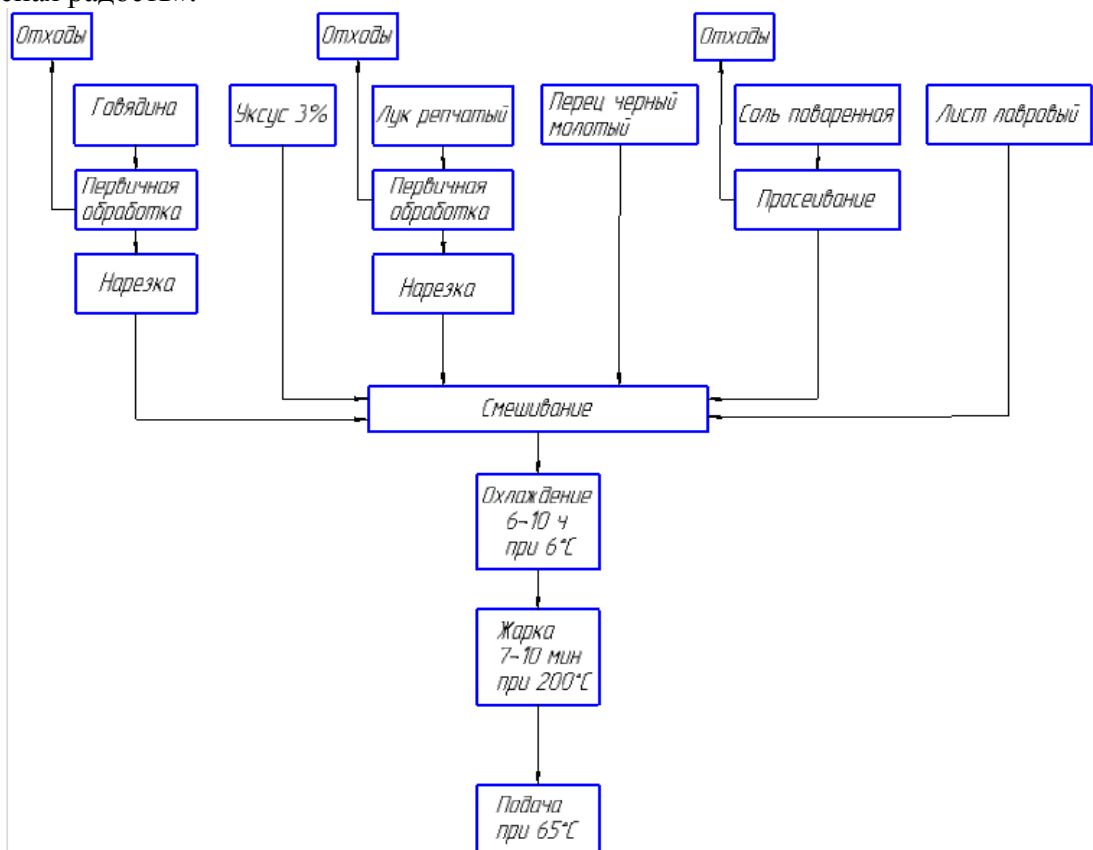 Отходы
Отходы
Отходы
Говядина
Уксус 3%
Лук репчатый
Перец черный
молотый
Соль поваренная
Лист лавровый
Первичная
обработка
Первичная
обработка
Просеивание
Нарезка
Нарезка
Смешивание
Охлаждение
6-10 ч
при 6°С
Жарка
7-10 мин
при 200°С
Подача
при 65°С